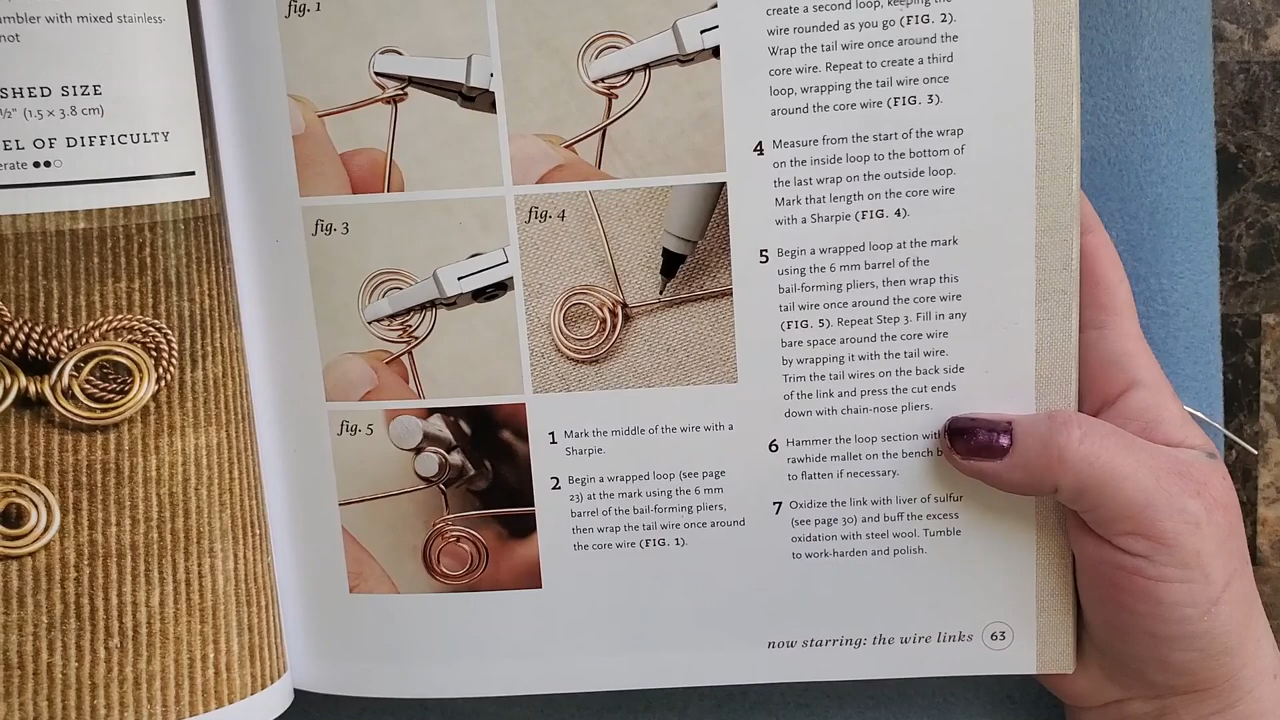 mbler with mixed stainless-
not
SHED SIZE
½" (1.5 × 3.8 cm)
EL OF DIFFICULTY
erate
fig. 1
fig. 3
fig. 4
fig. 5
1 Mark the middle of the wire with a
Sharpie.
2 Begin a wrapped loop (see page
23) at the mark using the 6 mm
barrel of the bail-forming pliers,
then wrap the tail wire once around
the core wire (FIG. 1).
create a second loop, keeping the
wire rounded as you go (FIG. 2).
Wrap the tail wire once around the
core wire. Repeat to create a third
loop, wrapping the tail wire once
around the core wire (FIG. 3).
4 Measure from the start of the wrap
on the inside loop to the bottom of
the last wrap on the outside loop.
Mark that length on the core wire
with a Sharpie (FIG. 4).
5 Begin a wrapped loop at the mark
using the 6 mm barrel of the
bail-forming pliers, then wrap this
tail wire once around the core wire
(FIG. 5). Repeat Step 3. Fill in any
bare space around the core wire
by wrapping it with the tail wire.
Trim the tail wires on the back side
of the link and press the cut ends
down with chain-nose pliers.
6 Hammer the loop section with
rawhide mallet on the bench b
to flatten if necessary.
7 Oxidize the link with liver of sulfur
(see page 30) and buff the excess
oxidation with steel wool. Tumble
to work-harden and polish.
now starring: the wire links 63